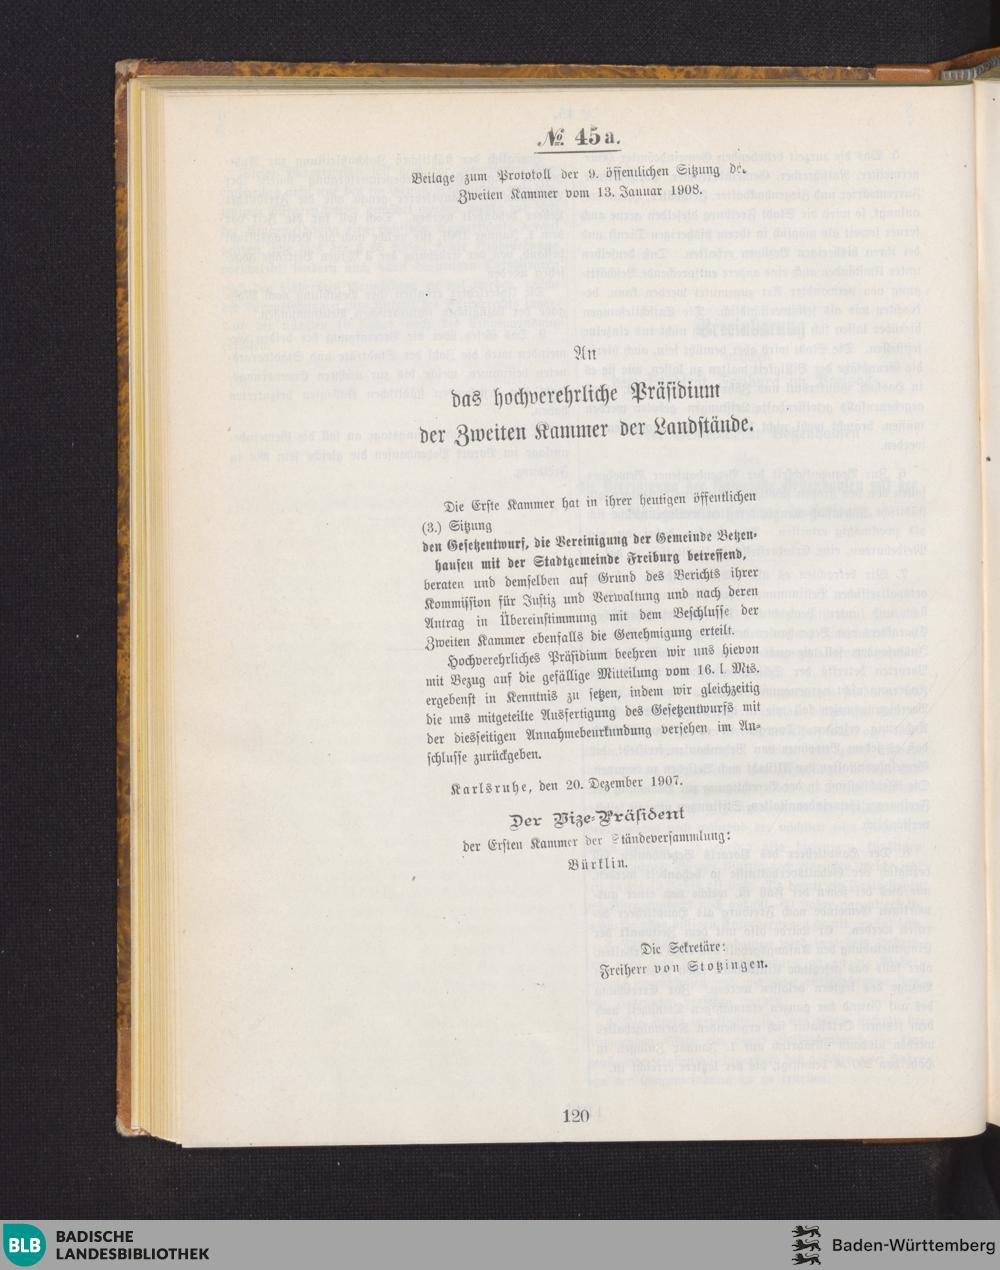 № 45a.
Beilage zum Protokoll der 9. öffentlichen Sitzung der
Zweiten Kammer vom 13. Januar 1908.
An
das hochverehrliche Präsidium
der Zweiten Kammer der Landstände.
Die Erste Kammer hat in ihrer heutigen öffentlichen
(3.) Sitzung
den Gesetzentwurf, die Vereinigung der Gemeinde Betzen-
hausen mit der Stadtgemeinde Freiburg betreffend,
beraten und demselben auf Grund des Berichts ihrer
Kommission für Justiz und Verwaltung und nach deren
Antrag in Übereinstimmung mit dem Beschlusse der
Zweiten Kammer ebenfalls die Genehmigung erteilt.
Hochverehrliches Präsidium beehren wir uns hievon
mit Bezug auf die gefällige Mitteilung vom 16. l. Mts.
ergebenst in Kenntnis zu setzen, indem wir gleichzeitig
die uns mitgeteilte Ausfertigung des Gesetzentwurfs mit
der diesseitigen Annahmebeurkundung versehen im An-
schlusse zurückgeben.
Karlsruhe, den 20. Dezember 1907.
Der Vize-Präsident
der Ersten Kammer der Ständeversammlung:
Bürklin.
Die Sekretäre:
Freiherr von Stotzingen.
120
BLB BADISCHE
LANDESBIBLIOTHEK
Baden-Württemberg